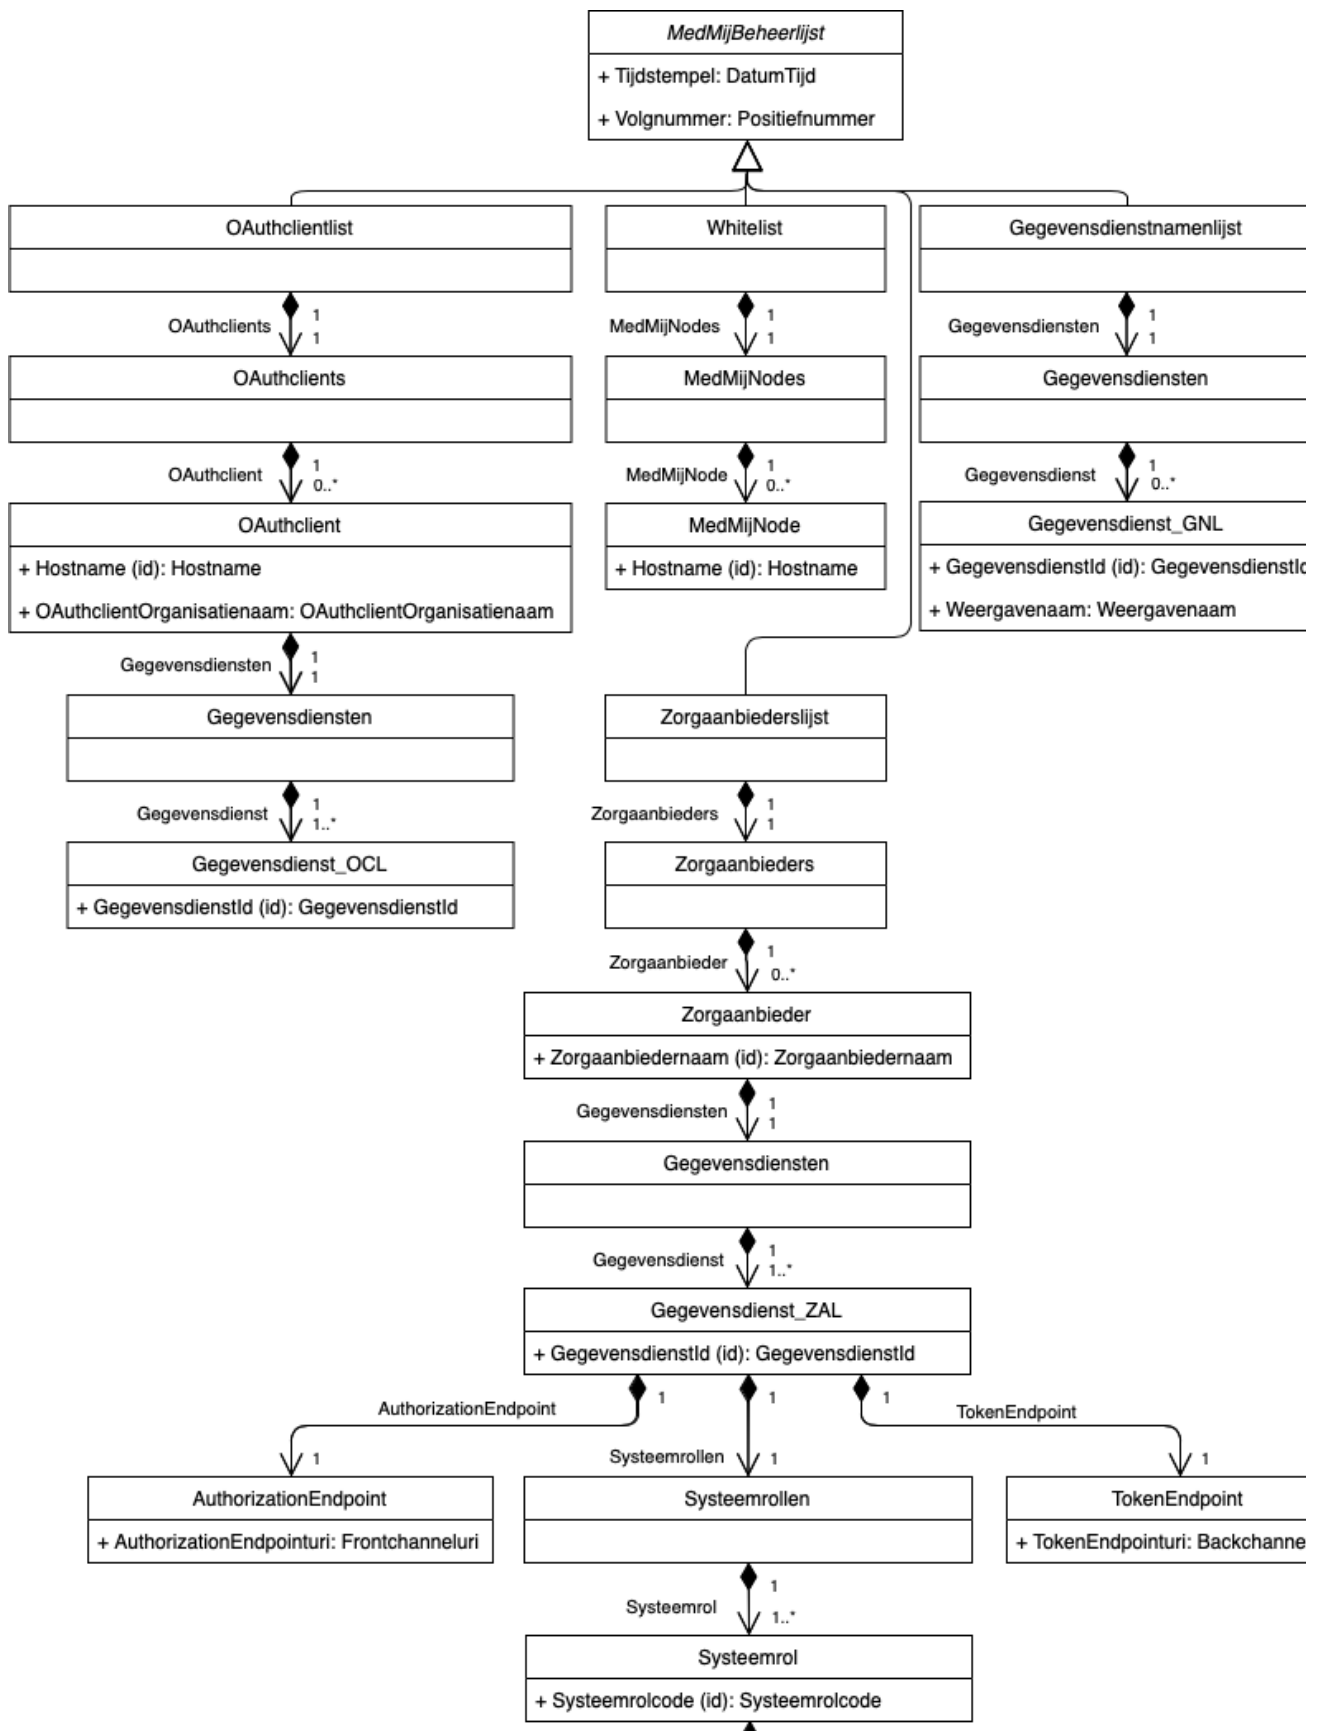 MedMijBeheerlijst
+ Tijdstempel: DatumTijd
+ Volgnummer: Positiefnummer
OAuthclientlist
Whitelist
Gegevensdienstnamenlijst
OAuthclients
1
1
MedMijNodes
1
1
Gegevensdiensten
1
1
OAuthclients
MedMijNodes
Gegevensdiensten
OAuthclient
1
0..*
MedMijNode
1
0..*
Gegevensdienst
1
0..*
OAuthclient
+ Hostname (id): Hostname
+ OAuthclientOrganisatienaam: OAuthclientOrganisatienaam
MedMijNode
+ Hostname (id): Hostname
Gegevensdienst_GNL
+ GegevensdienstId (id): GegevensdienstId
+ Weergavenaam: Weergavenaam
Gegevensdiensten
1
1
Gegevensdiensten
Zorgaanbiederslijst
Gegevensdienst
1
1..*
Zorgaanbieders
1
1
Gegevensdienst_OCL
+ GegevensdienstId (id): GegevensdienstId
Zorgaanbieders
Zorgaanbieder
1
0..*
Zorgaanbieder
+ Zorgaanbiedernaam (id): Zorgaanbiedernaam
Gegevensdiensten
1
1
Gegevensdiensten
Gegevensdienst
1
1..*
Gegevensdienst_ZAL
+ GegevensdienstId (id): GegevensdienstId
AuthorizationEndpoint
1
1
Systeemrollen
1
1
TokenEndpoint
1
1
AuthorizationEndpoint
+ AuthorizationEndpointuri: Frontchanneluri
Systeemrollen
TokenEndpoint
+ TokenEndpointuri: Backchanne
Systeemrol
1
1..*
Systeemrol
+ Systeemrolcode (id): Systeemrolcode